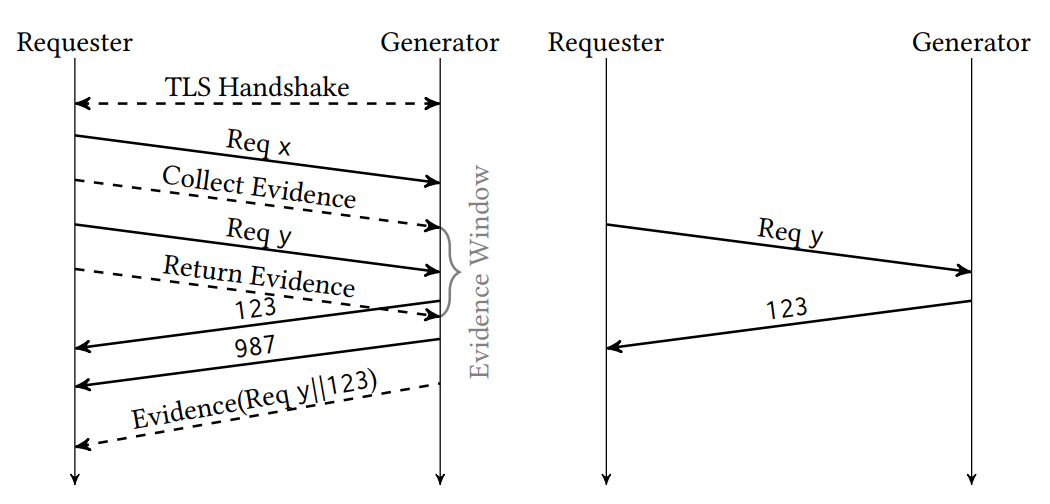 Requester
Generator
TLS Handshake
Req x
Collect Evidence
Req y
Return Evidence
123
987
Evidence(Req y||123)
Evidence Window
Requester
Generator
Req y
123